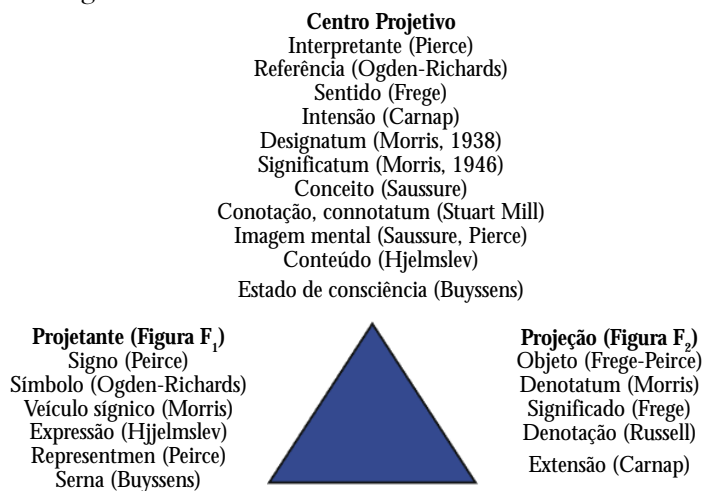 Centro Projetivo
Interpretante (Pierce)
Referência (Ogden-Richards)
Sentido (Frege)
Intensão (Carnap)
Designatum (Morris, 1938)
Significatum (Morris, 1946)
Conceito (Saussure)
Conotação, connotatum (Stuart Mill)
Imagem mental (Saussure, Pierce)
Conteúdo (Hjelmslev)
Estado de consciência (Buyssens)
Projetante (Figura F₁)
Signo (Peirce)
Símbolo (Ogden-Richards)
Veículo sígnico (Morris)
Expressão (Hjjelmslev)
Representmen (Peirce)
Serna (Buyssens)
Projeção (Figura F₂)
Objeto (Frege-Peirce)
Denotatum (Morris)
Significado (Frege)
Denotação (Russell)
Extensão (Carnap)